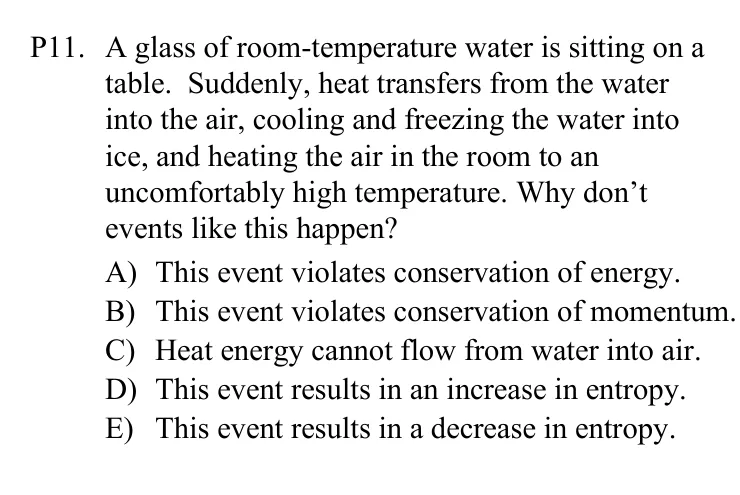 P11. A glass of room-temperature water is sitting on a
table. Suddenly, heat transfers from the water
into the air, cooling and freezing the water into
ice, and heating the air in the room to an
uncomfortably high temperature. Why don't
events like this happen?
A) This event violates conservation of energy.
B) This event violates conservation of momentum.
C) Heat energy cannot flow from water into air.
D) This event results in an increase in entropy.
E) This event results in a decrease in entropy.